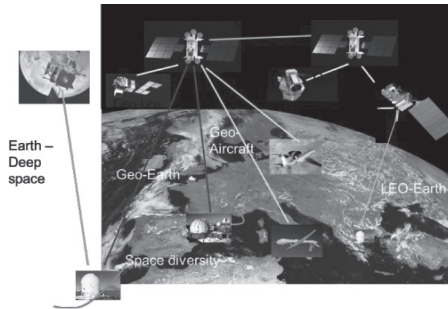 Geo-
Aircraft
Earth –
Deep
space
Geo-Earth
LEO-Earth
Space diversity